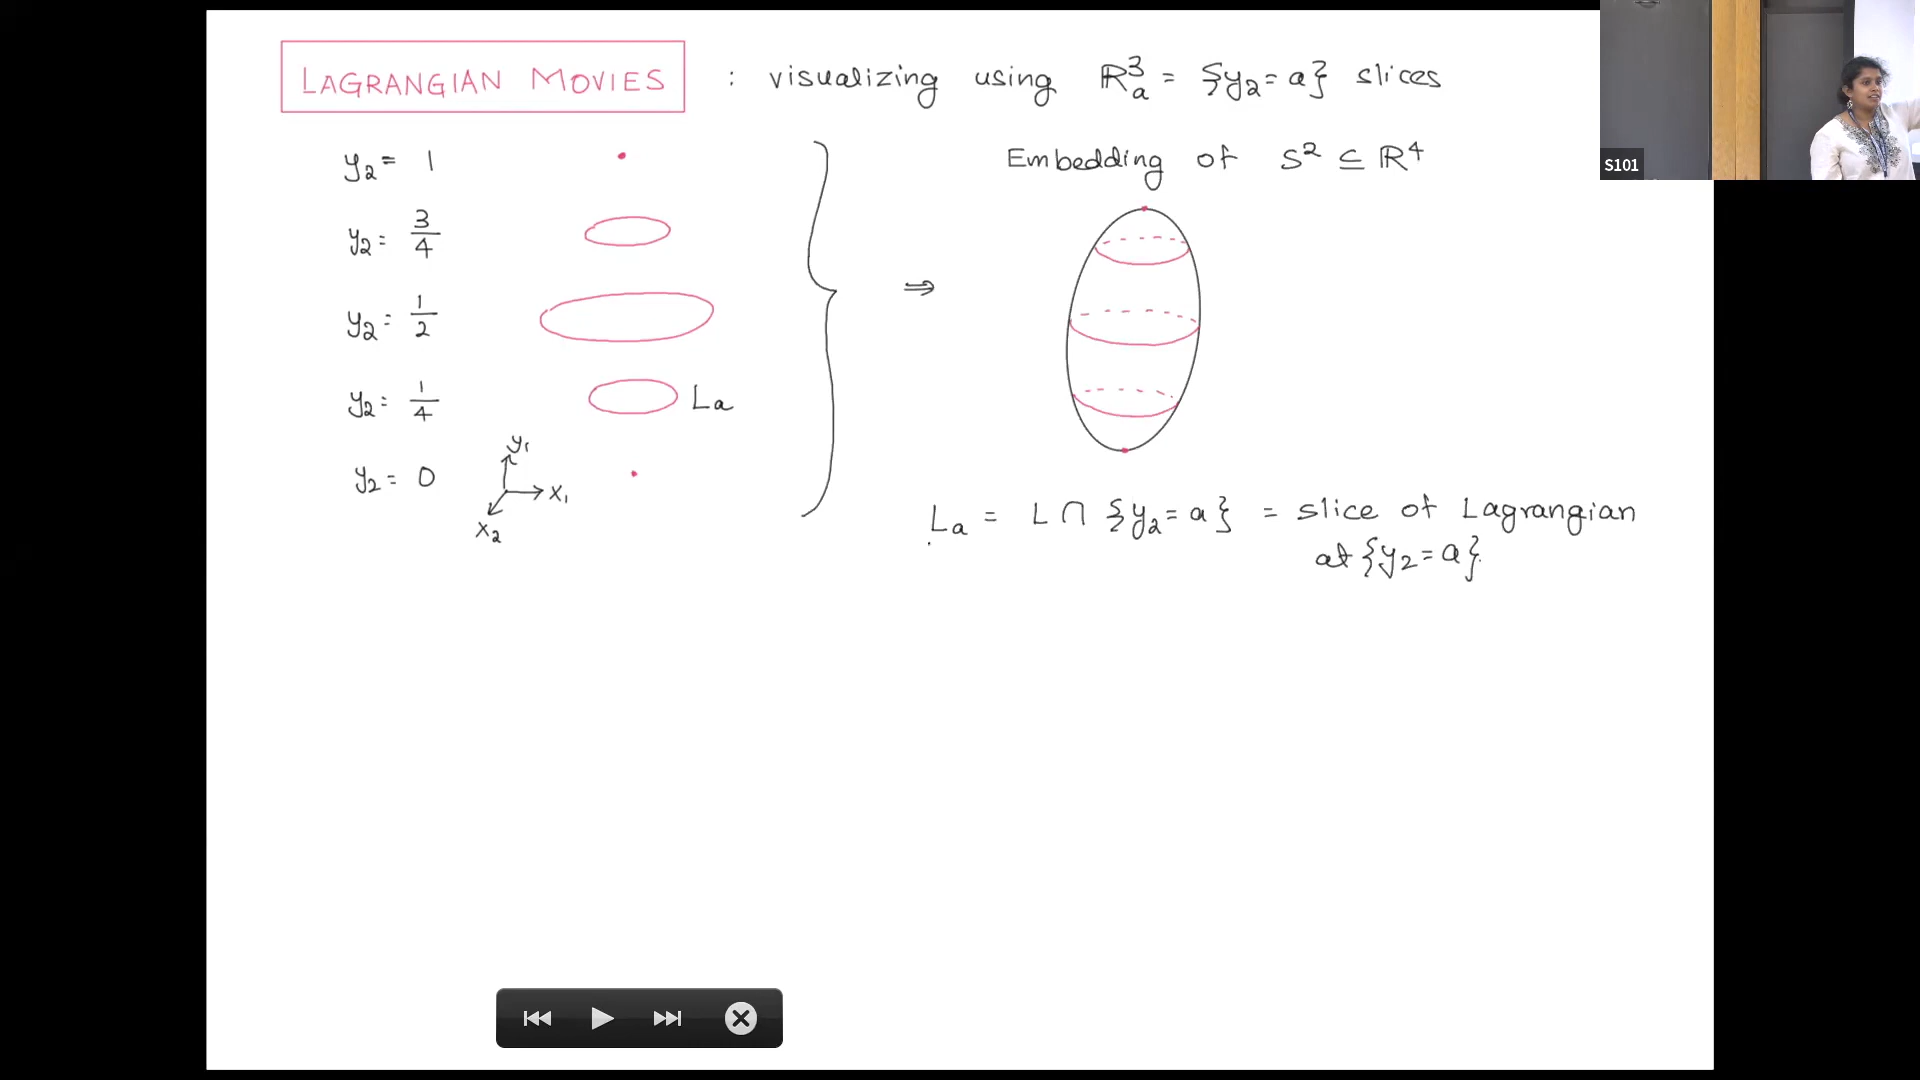 LAGRANGIAN MOVIES : visualizing using ℝ³ₐ = {y₂ = a} slices
y₂ = 1
Embedding of S² ⊆ ℝ⁴
y₂ = 3/4
y₂ = 1/2
⇒
y₂ = 1/4 Lₐ
y₁
y₂ = 0 x₁
x₂
Lₐ = L ∩ {y₂ = a} = slice of Lagrangian
at {y₂ = a}
S101